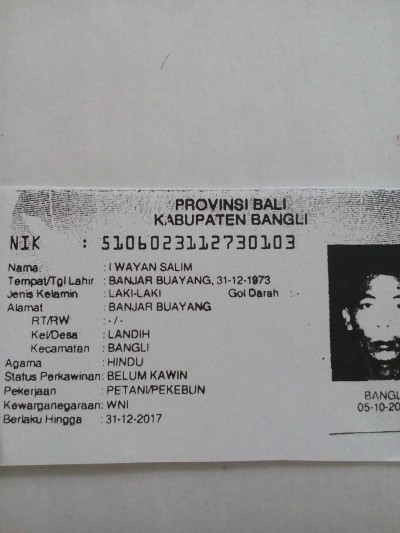 PROVINSI BALI
KABUPATEN BANGLI
NIK : 5106023112730103
Nama : I WAYAN SALIM
Tempat/Tgl Lahir : BANJAR BUAYANG, 31-12-1973
Jenis Kelamin : LAKI-LAKI Gol Darah : -
Alamat : BANJAR BUAYANG
RT/RW : - / -
Kel/Desa : LANDIH
Kecamatan : BANGLI
Agama : HINDU
Status Perkawinan: BELUM KAWIN
Pekerjaan : PETANI/PEKEBUN
Kewarganegaraan: WNI
Berlaku Hingga : 31-12-2017
BANGL
05-10-20